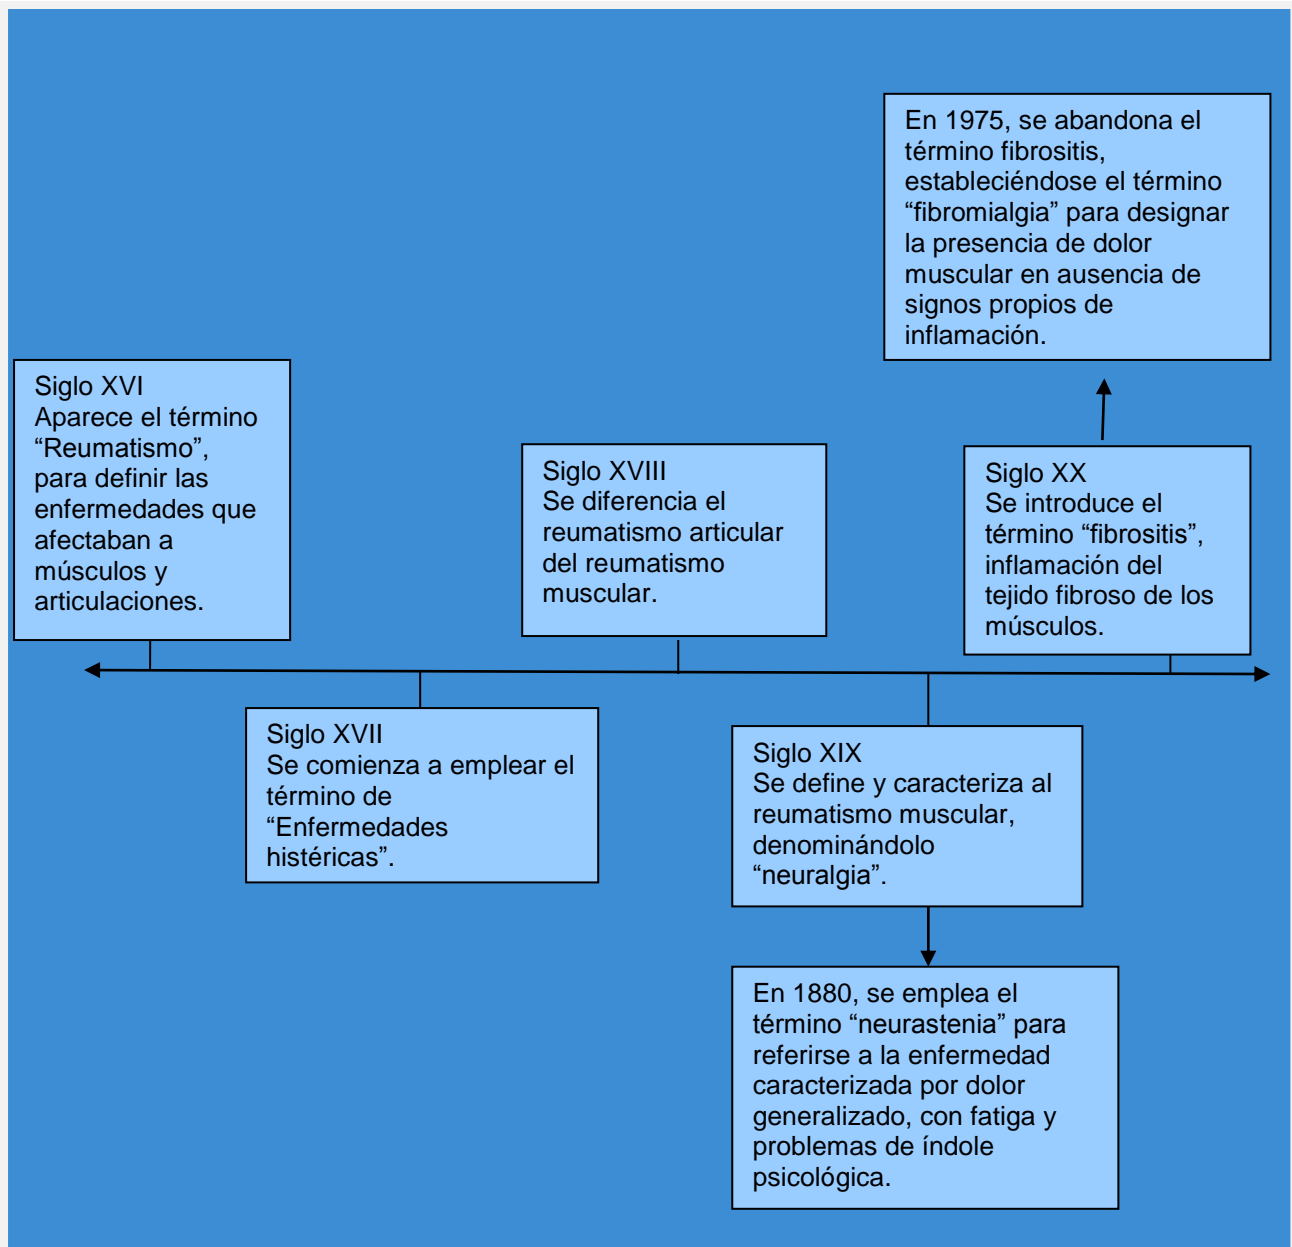 Siglo XVI
Aparece el término
“Reumatismo”,
para definir las
enfermedades que
afectaban a
músculos y
articulaciones.
Siglo XVII
Se comienza a emplear el
término de
“Enfermedades
histéricas”.
Siglo XVIII
Se diferencia el
reumatismo articular
del reumatismo
muscular.
Siglo XIX
Se define y caracteriza al
reumatismo muscular,
denominándolo
“neuralgia”.
En 1880, se emplea el
término “neurastenia” para
referirse a la enfermedad
caracterizada por dolor
generalizado, con fatiga y
problemas de índole
psicológica.
Siglo XX
Se introduce el
término “fibrositis”,
inflamación del
tejido fibroso de los
músculos.
En 1975, se abandona el
término fibrositis,
estableciéndose el término
“fibromialgia” para designar
la presencia de dolor
muscular en ausencia de
signos propios de
inflamación.